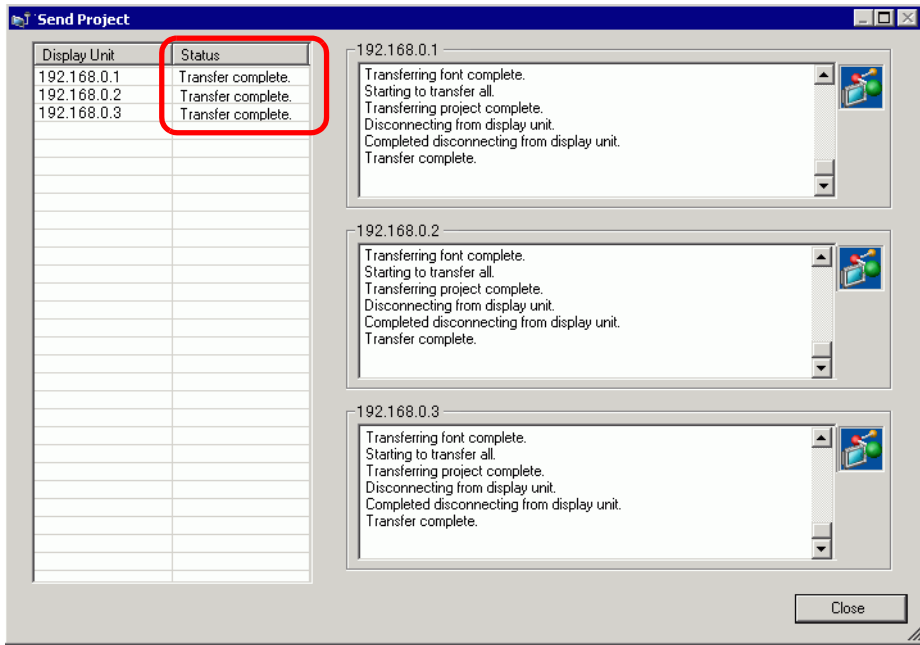 Send Project
Display Unit Status
192.168.0.1 Transfer complete.
192.168.0.2 Transfer complete.
192.168.0.3 Transfer complete.
192.168.0.1
Transferring font complete.
Starting to transfer all.
Transferring project complete.
Disconnecting from display unit.
Completed disconnecting from display unit.
Transfer complete.
192.168.0.2
Transferring font complete.
Starting to transfer all.
Transferring project complete.
Disconnecting from display unit.
Completed disconnecting from display unit.
Transfer complete.
192.168.0.3
Transferring font complete.
Starting to transfer all.
Transferring project complete.
Disconnecting from display unit.
Completed disconnecting from display unit.
Transfer complete.
Close